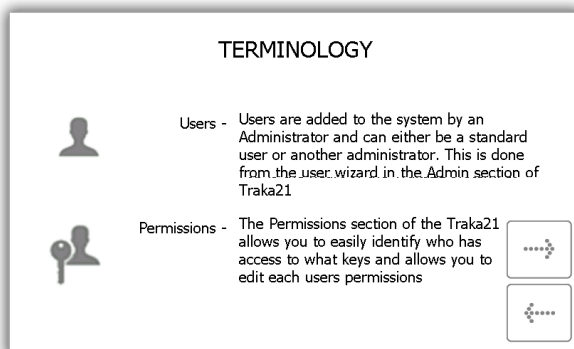 TERMINOLOGY
Users - Users are added to the system by an
Administrator and can either be a standard
user or another administrator. This is done
from the user wizard in the Admin section of
Traka21
Permissions - The Permissions section of the Traka21
allows you to easily identify who has
access to what keys and allows you to
edit each users permissions